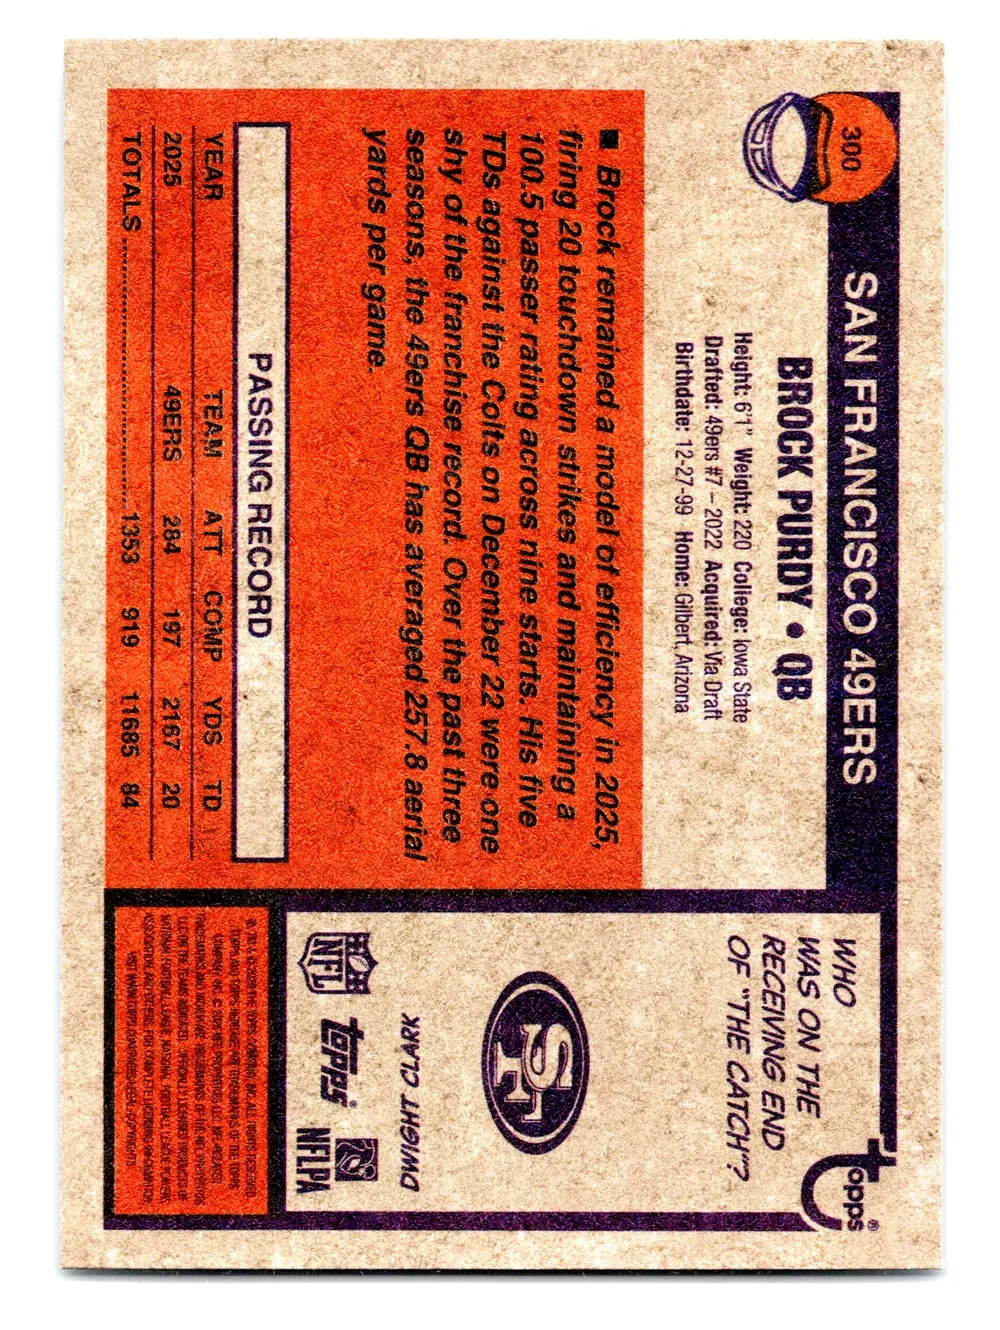 300
SAN FRANCISCO 49ERS
BROCK PURDY • QB
Height: 6'1" Weight: 220 College: Iowa State
Drafted: 49ers #7 – 2022 Acquired: Via Draft
Birthdate: 12-27-99 Home: Gilbert, Arizona
■ Brock remained a model of efficiency in 2025,
firing 20 touchdown strikes and maintaining a
100.5 passer rating across nine starts. His five
TDs against the Colts on December 22 were one
shy of the franchise record. Over the past three
seasons, the 49ers QB has averaged 257.8 aerial
yards per game.
PASSING RECORD
YEAR TEAM ATT COMP YDS TD
2025 49ERS 284 197 2167 20
TOTALS 1353 919 11685 84
topps®
WHO
WAS ON THE
RECEIVING END
OF "THE CATCH"?
SF
DWIGHT CLARK
NFL
topps®
NFLPA